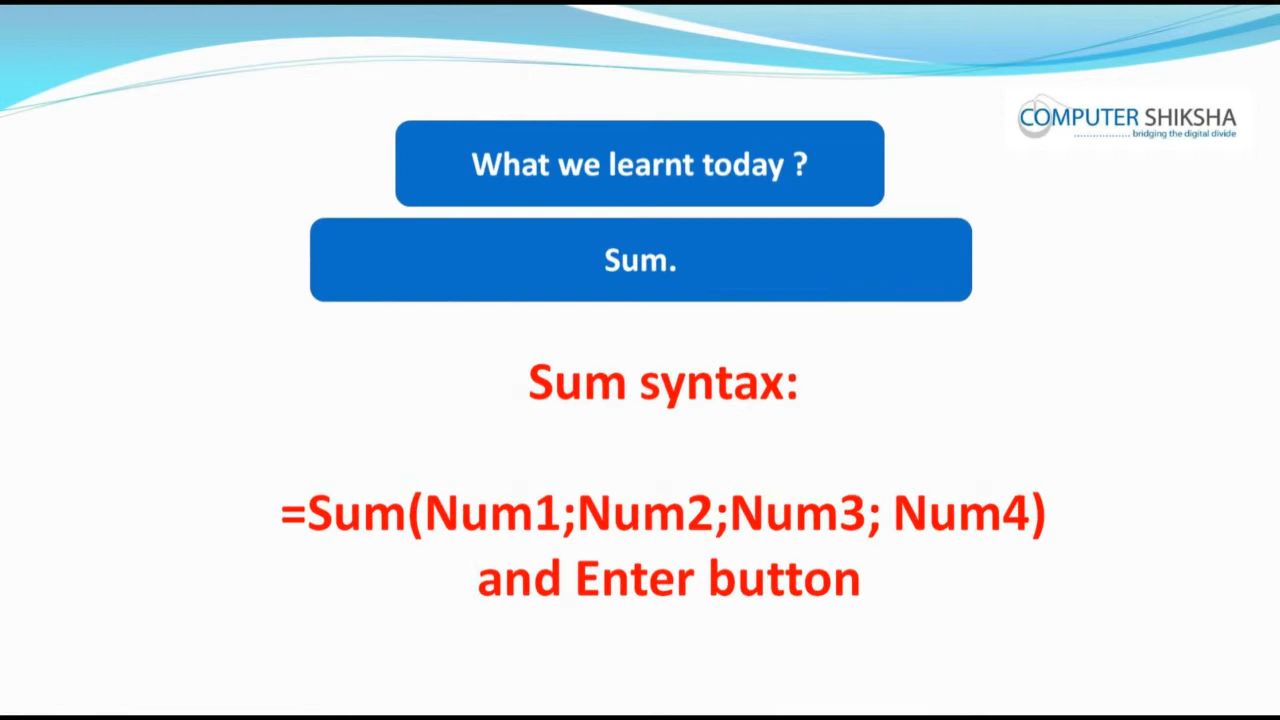 COMPUTER SHIKSHA
bridging the digital divide
What we learnt today ?
Sum.
Sum syntax:
=Sum(Num1;Num2;Num3; Num4)
and Enter button